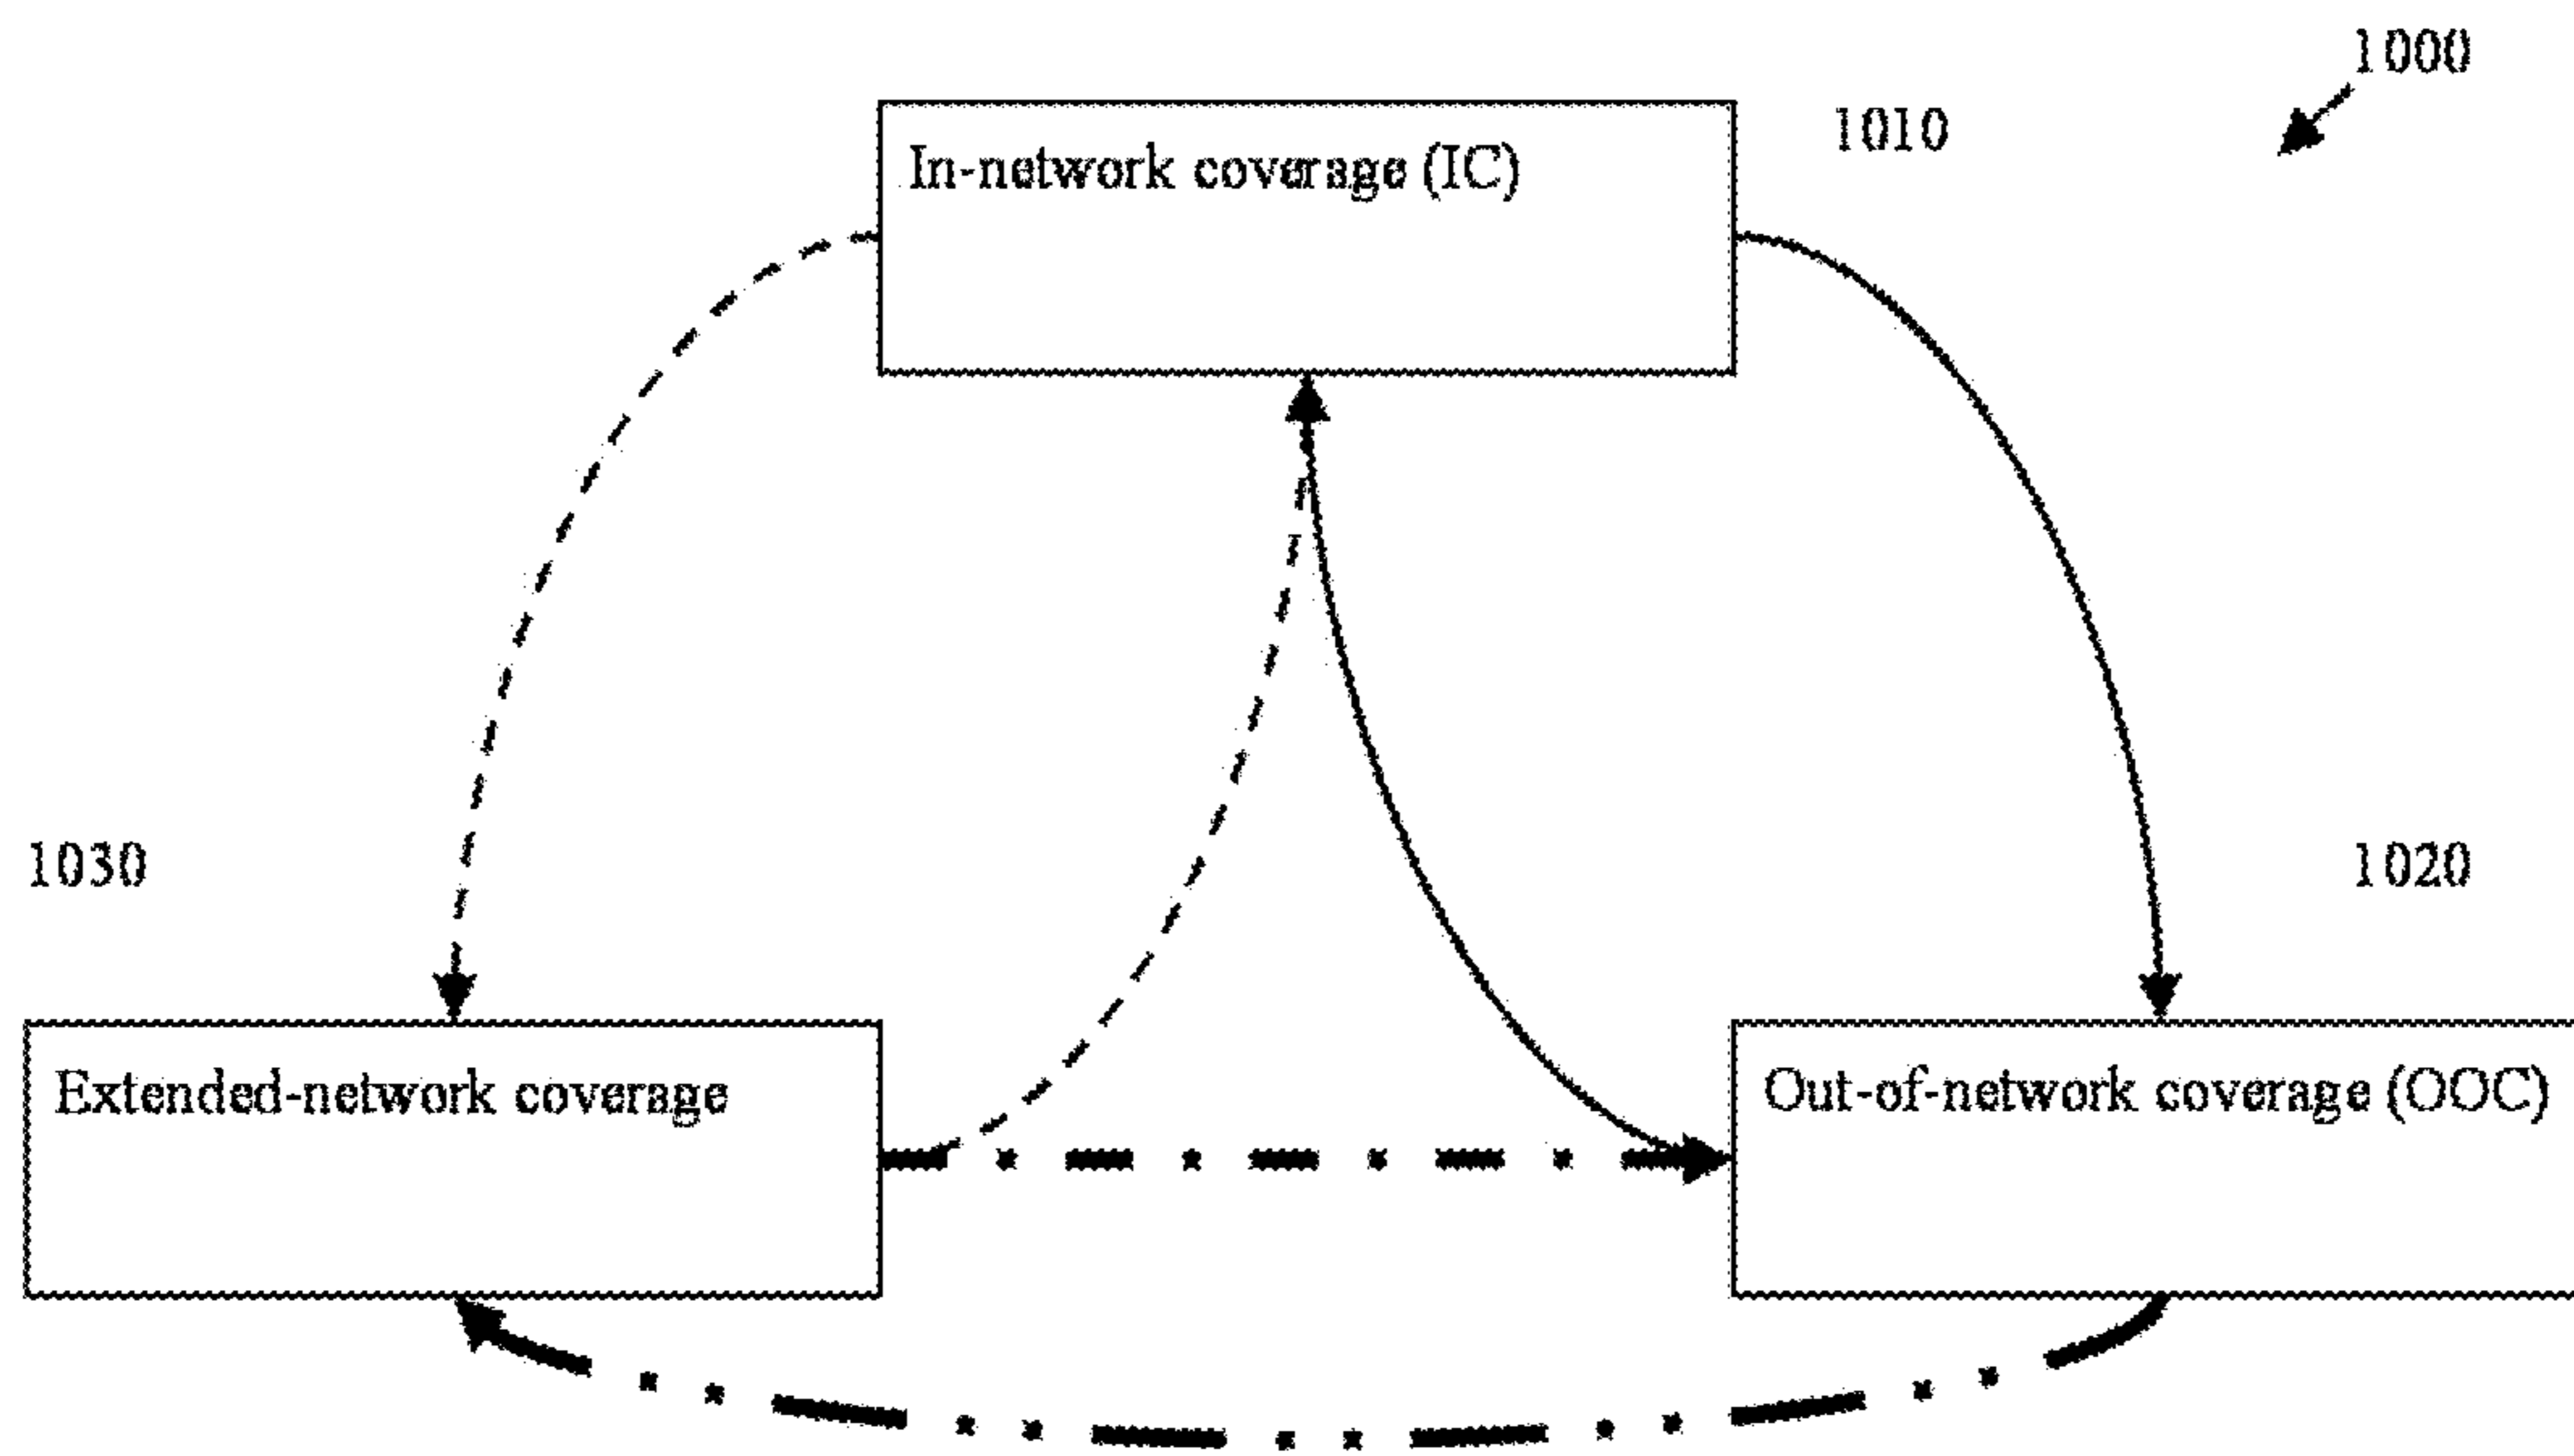 1000
In-network coverage (IC)
1010
1030
1020
Extended-network coverage
Out-of-network coverage (OOC)